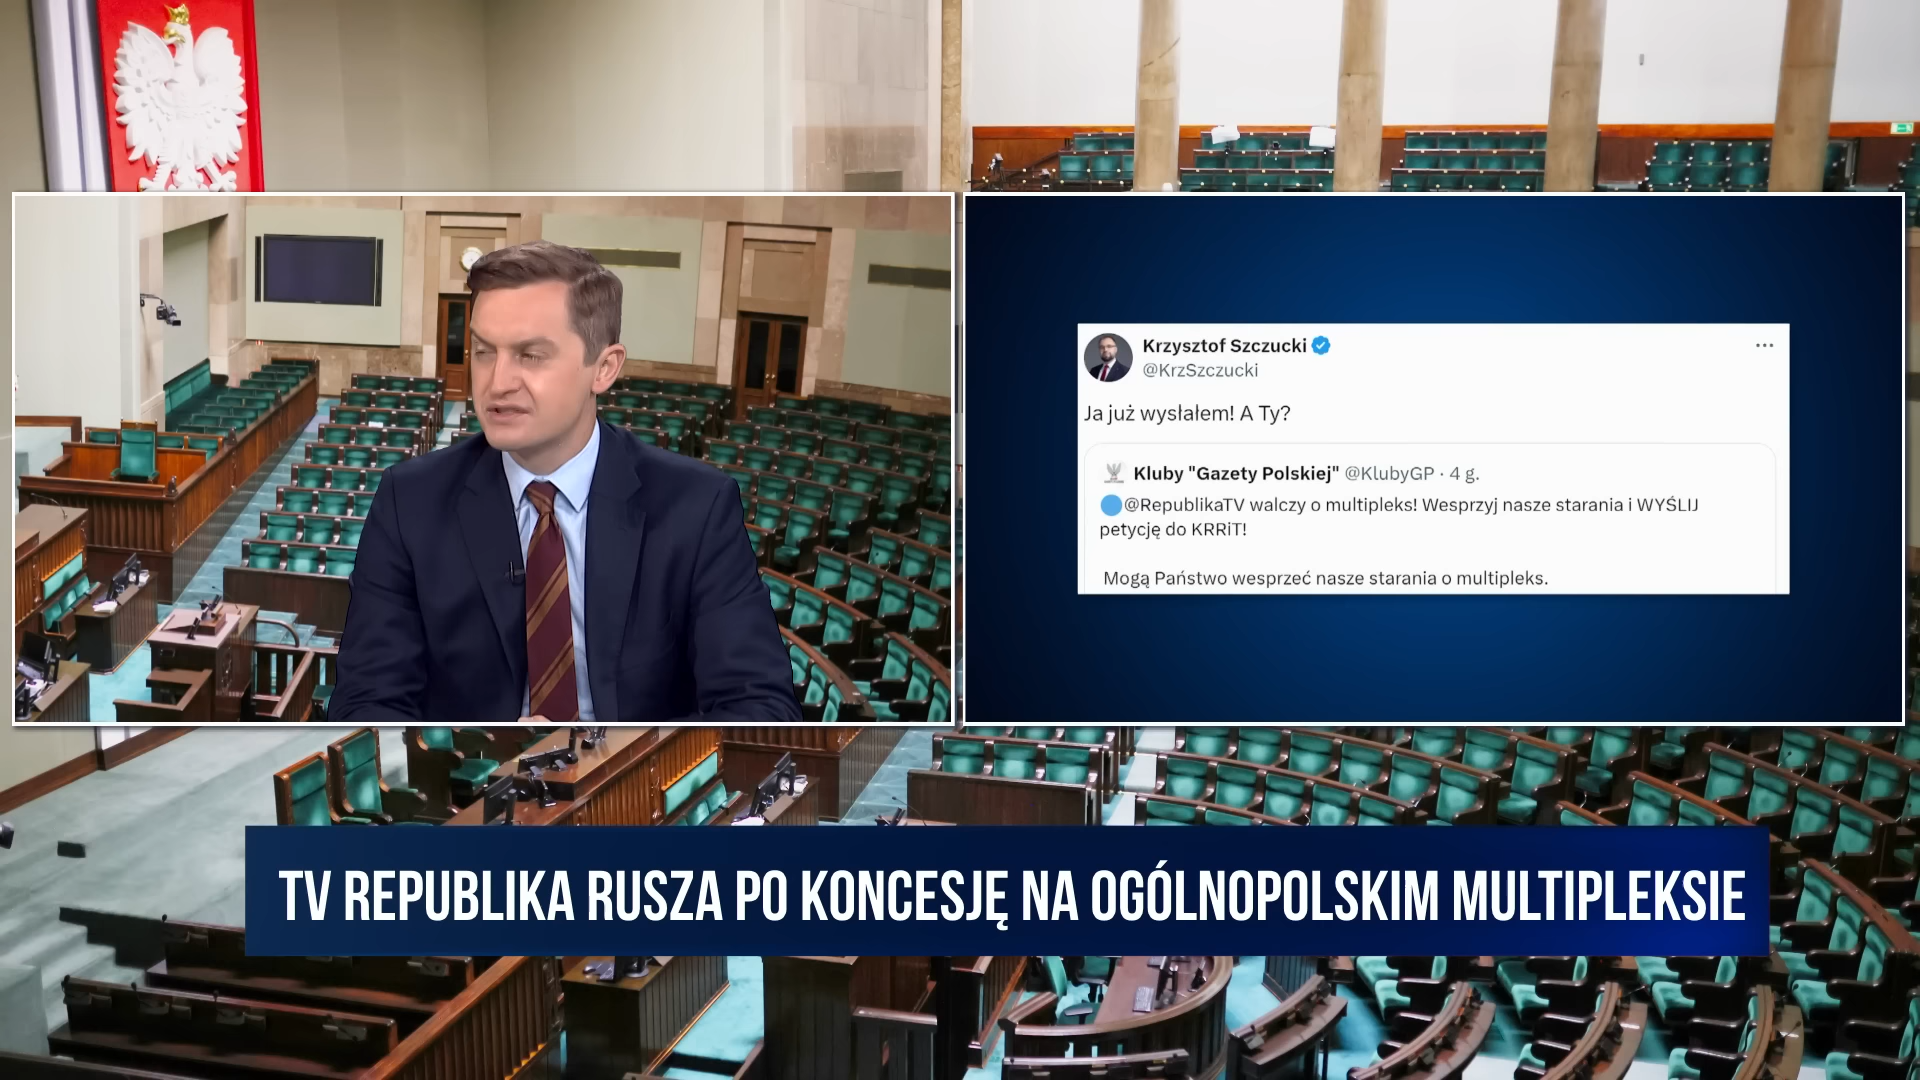 Krzysztof Szczucki
@KrzSzczucki
Ja już wysłałem! A Ty?
Kluby "Gazety Polskiej" @KlubyGP · 4 g.
@RepublikaTV walczy o multipleks! Wesprzyj nasze starania i WYŚLIJ
petycję do KRRiT!
Mogą Państwo wesprzeć nasze starania o multipleks.
TV REPUBLIKA RUSZA PO KONCESJĘ NA OGÓLNOPOLSKIM MULTIPLEKSIE